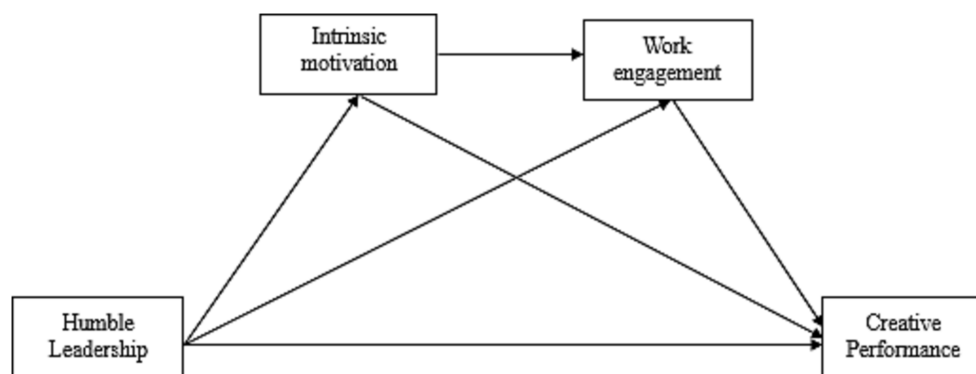 Intrinsic
motivation
Work
engagement
Humble
Leadership
Creative
Performance